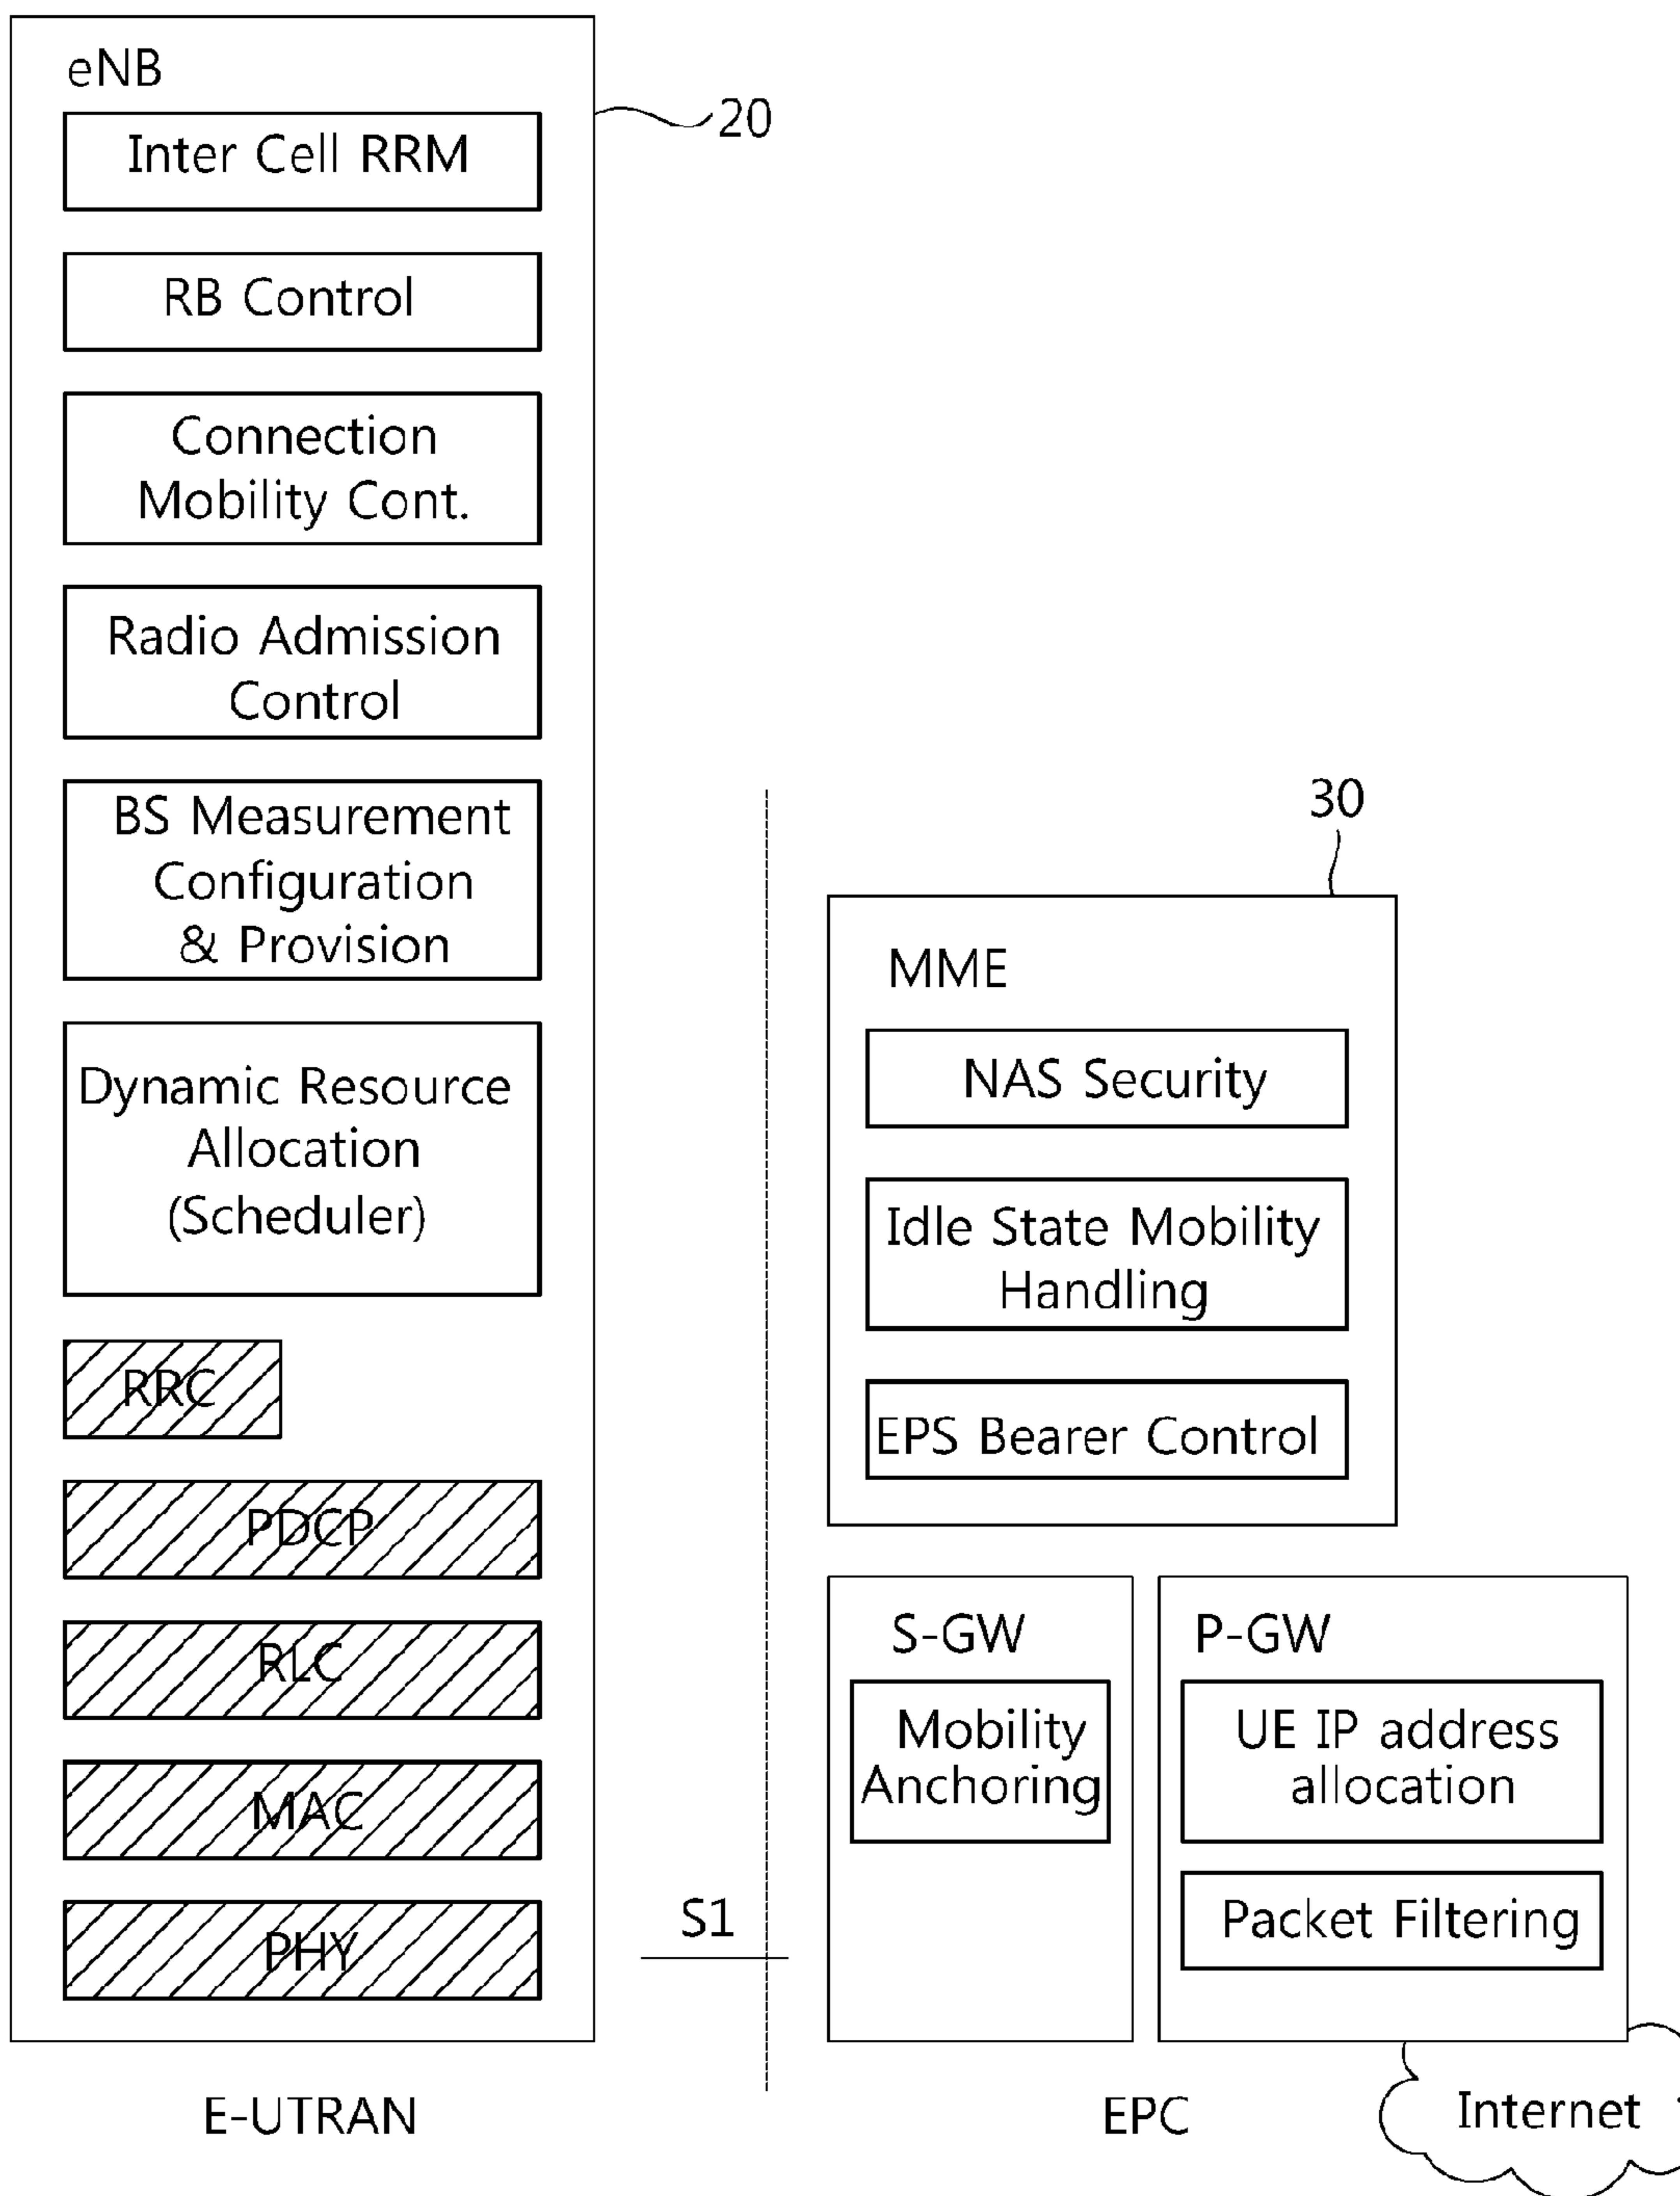 eNB
20
Inter Cell RRM
RB Control
Connection
Mobility Cont.
Radio Admission
Control
BS Measurement
Configuration
& Provision
Dynamic Resource
Allocation
(Scheduler)
RRC
PDCP
RLC
MAC
PHY
E-UTRAN
S1
30
MME
NAS Security
Idle State Mobility
Handling
EPS Bearer Control
S-GW
Mobility
Anchoring
P-GW
UE IP address
allocation
Packet Filtering
EPC
Internet